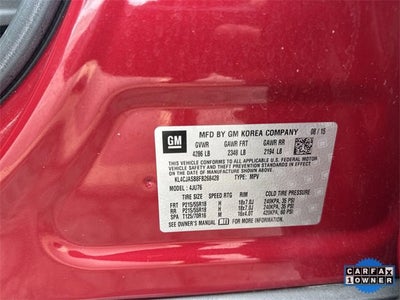 GM
MFD BY GM KOREA COMPANY 08 / 15
GVWR GAWR FRT GAWR RR
4286 LB 2348 LB 2194 LB
THIS VEHICLE CONFORMS TO ALL APPLICABLE U.S. FEDERAL MOTOR
VEHICLE SAFETY, BUMPER, AND THEFT PREVENTION STANDARDS IN EFFECT
ON THE DATE OF MANUFACTURE SHOWN ABOVE.
TYPE: MPV
MODEL: 4JU76
TIRE SIZE SPEED RTG RIM COLD TIRE PRESSURE
FRT P215/55R18 H 18x7.0J 240KPA, 35 PSI
RR P215/55R18 H 18x7.0J 240KPA, 35 PSI
SPA T125/70R16 M 16x4.0T 420KPA, 60 PSI
SEE OWNER'S MANUAL FOR MORE INFORMATION.
CARFAX
1 OWNER